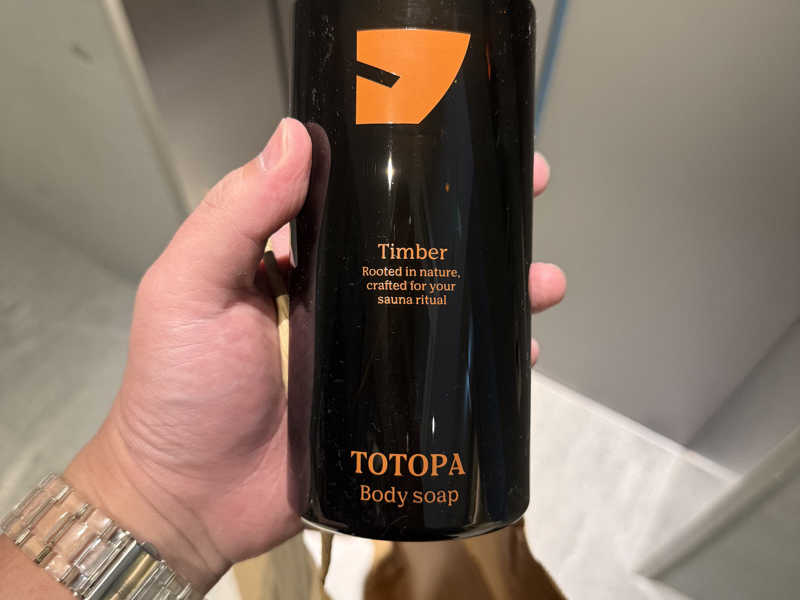 Timber
Rooted in nature,
crafted for your
sauna ritual
TOTOPA
Body soap